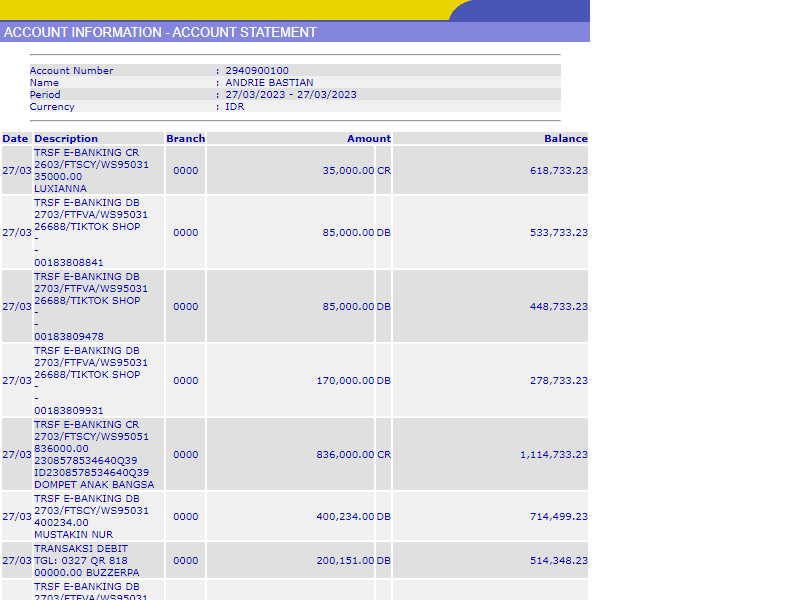 ACCOUNT INFORMATION - ACCOUNT STATEMENT
Account Number : 2940900100
Name : ANDRIE BASTIAN
Period : 27/03/2023 - 27/03/2023
Currency : IDR
Date Description Branch Amount Balance
TRSF E-BANKING CR
2603/FTSCY/WS95031
27/03 35000.00 0000 35,000.00 CR 618,733.23
LUXIANNA
TRSF E-BANKING DB
2703/FTFVA/WS95031
26688/TIKTOK SHOP
27/03 - 0000 85,000.00 DB 533,733.23
-
00183808841
TRSF E-BANKING DB
2703/FTFVA/WS95031
26688/TIKTOK SHOP
27/03 - 0000 85,000.00 DB 448,733.23
-
00183809478
TRSF E-BANKING DB
2703/FTFVA/WS95031
26688/TIKTOK SHOP
27/03 - 0000 170,000.00 DB 278,733.23
-
00183809931
TRSF E-BANKING CR
2703/FTSCY/WS95051
836000.00
27/03 2308578534640Q39 0000 836,000.00 CR 1,114,733.23
ID2308578534640Q39
DOMPET ANAK BANGSA
TRSF E-BANKING DB
2703/FTSCY/WS95031
27/03 400234.00 0000 400,234.00 DB 714,499.23
MUSTAKIN NUR
TRANSAKSI DEBIT
27/03 TGL: 0327 QR 818 0000 200,151.00 DB 514,348.23
00000.00 BUZZERPA
TRSF E-BANKING DB
2703/FTSCY/WS95031